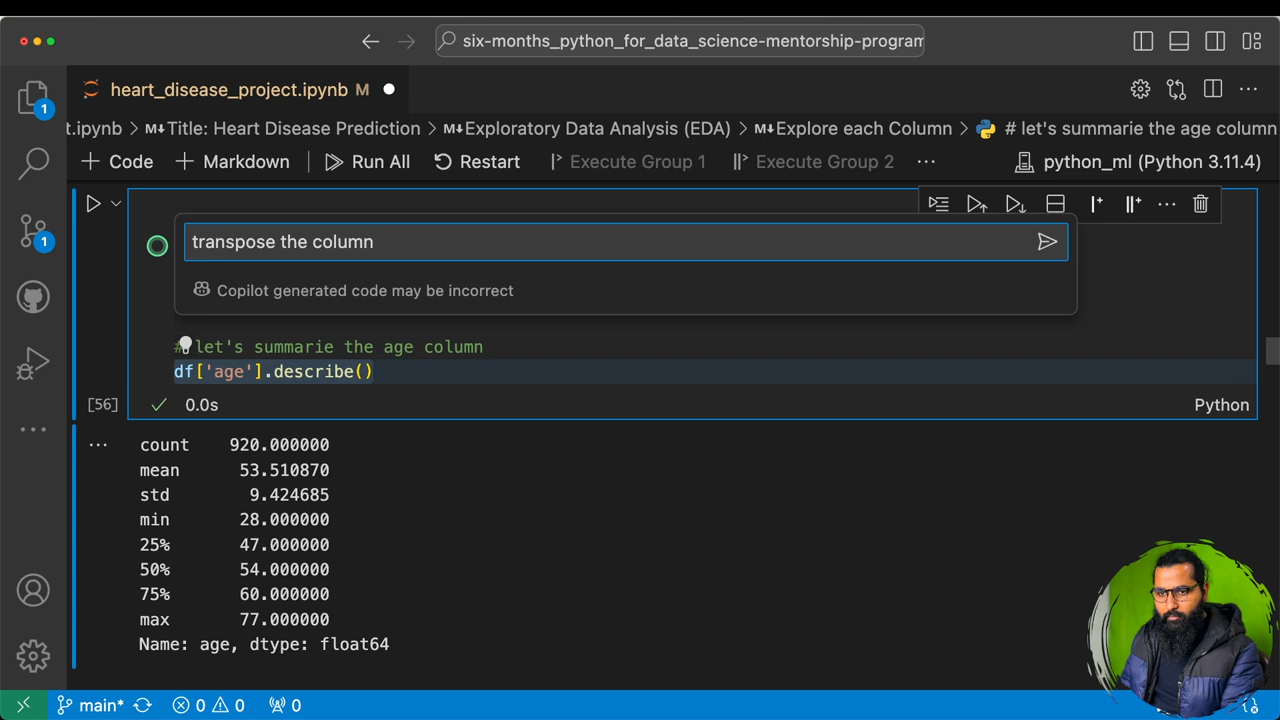 six-months_python_for_data_science-mentorship-program
1
heart_disease_project.ipynb M
t.ipynb > M↓Title: Heart Disease Prediction > M↓Exploratory Data Analysis (EDA) > M↓Explore each Column > # let's summarie the age column
+ Code + Markdown | Run All Restart Execute Group 1 Execute Group 2 ...
python_ml (Python 3.11.4)
transpose the column
1
Copilot generated code may be incorrect
# let's summarie the age column
df['age'].describe()
[56] 0.0s Python
count 920.000000
mean 53.510870
std 9.424685
min 28.000000
25% 47.000000
50% 54.000000
75% 60.000000
max 77.000000
Name: age, dtype: float64
main* 0 0 0